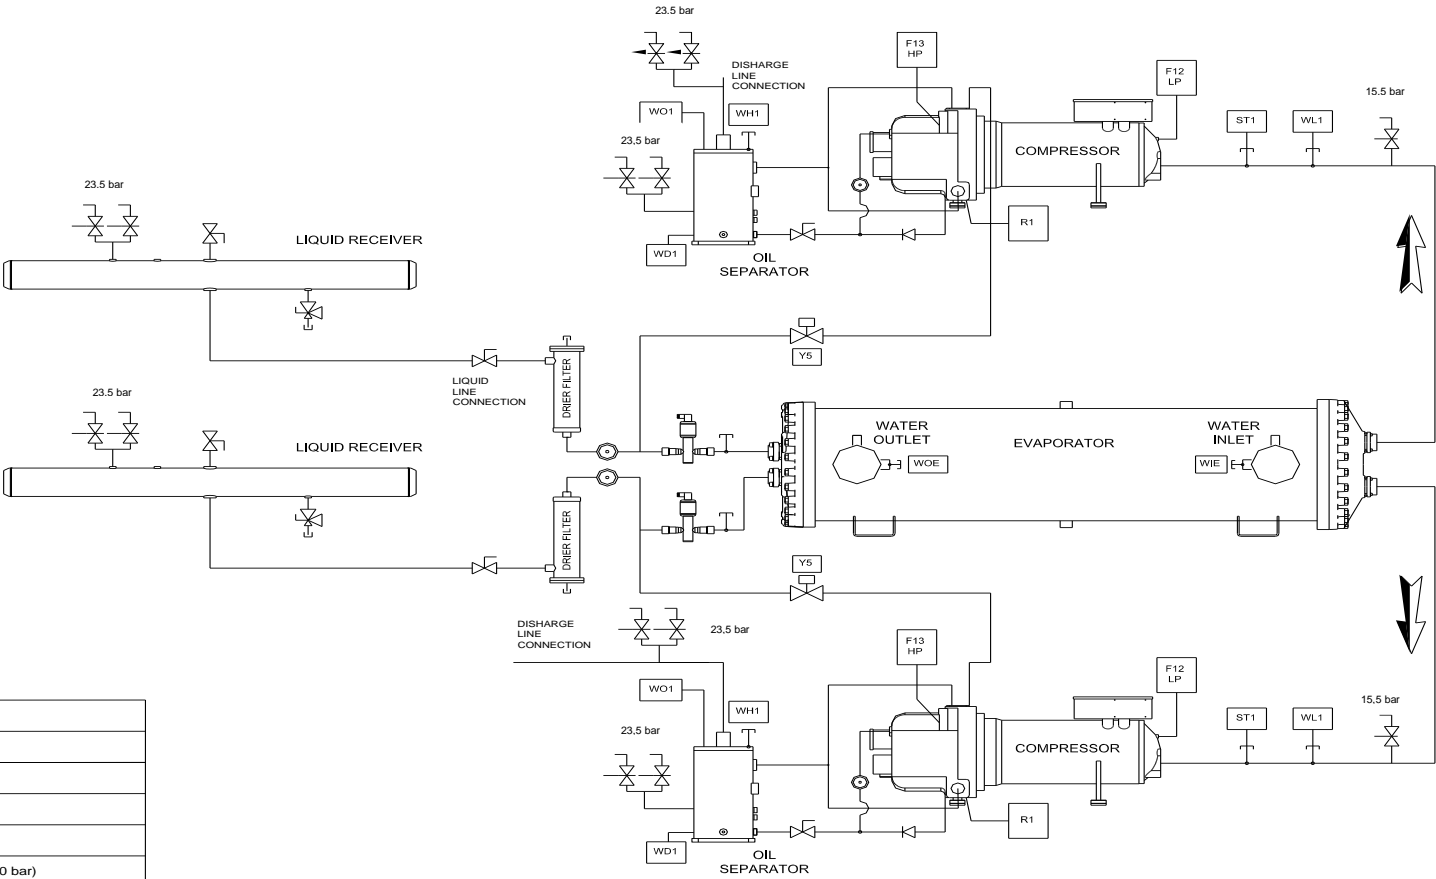 23.5 bar
DISHARGE
LINE
CONNECTION
WO1
WH1
23,5 bar
F13
HP
F12
LP
COMPRESSOR
ST1
WL1
15.5 bar
R1
WD1
OIL
SEPARATOR
23.5 bar
LIQUID RECEIVER
Y5
LIQUID
LINE
CONNECTION
DRIER FILTER
23.5 bar
LIQUID RECEIVER
WATER
OUTLET
WOE
EVAPORATOR
WATER
INLET
WIE
DRIER FILTER
Y5
DISHARGE
LINE
CONNECTION
23,5 bar
WO1
WH1
23,5 bar
F13
HP
F12
LP
COMPRESSOR
ST1
WL1
15,5 bar
R1
WD1
OIL
SEPARATOR
0 bar)